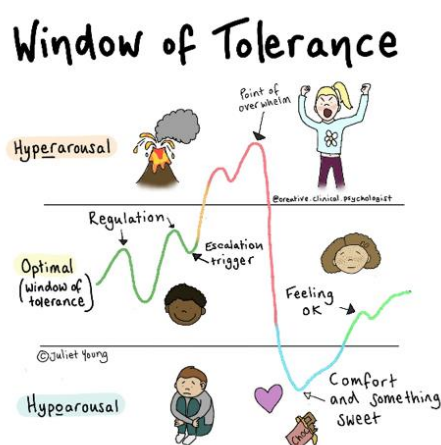 Window of Tolerance
Point of
overwhelm
Hyperarousal
@creative.clinical.psychologist
Regulation
Escalation
trigger
Optimal
(window of
tolerance)
Feeling
OK
©Juliet Young
Comfort
and something
sweet
Hypoarousal
CHOC